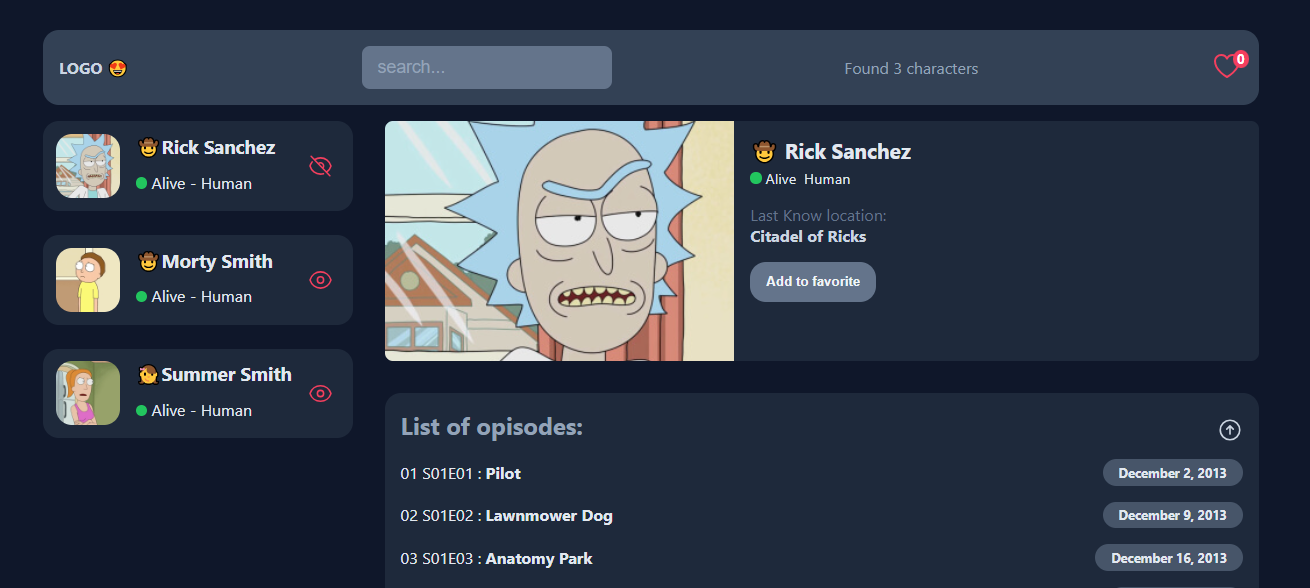 LOGO 😍
search...
Found 3 characters
0
🤠 Rick Sanchez
Alive - Human
🤠 Morty Smith
Alive - Human
👧 Summer Smith
Alive - Human
🤠 Rick Sanchez
Alive Human
Last Know location:
Citadel of Ricks
Add to favorite
List of opisodes:
01 S01E01 : Pilot December 2, 2013
02 S01E02 : Lawnmower Dog December 9, 2013
03 S01E03 : Anatomy Park December 16, 2013